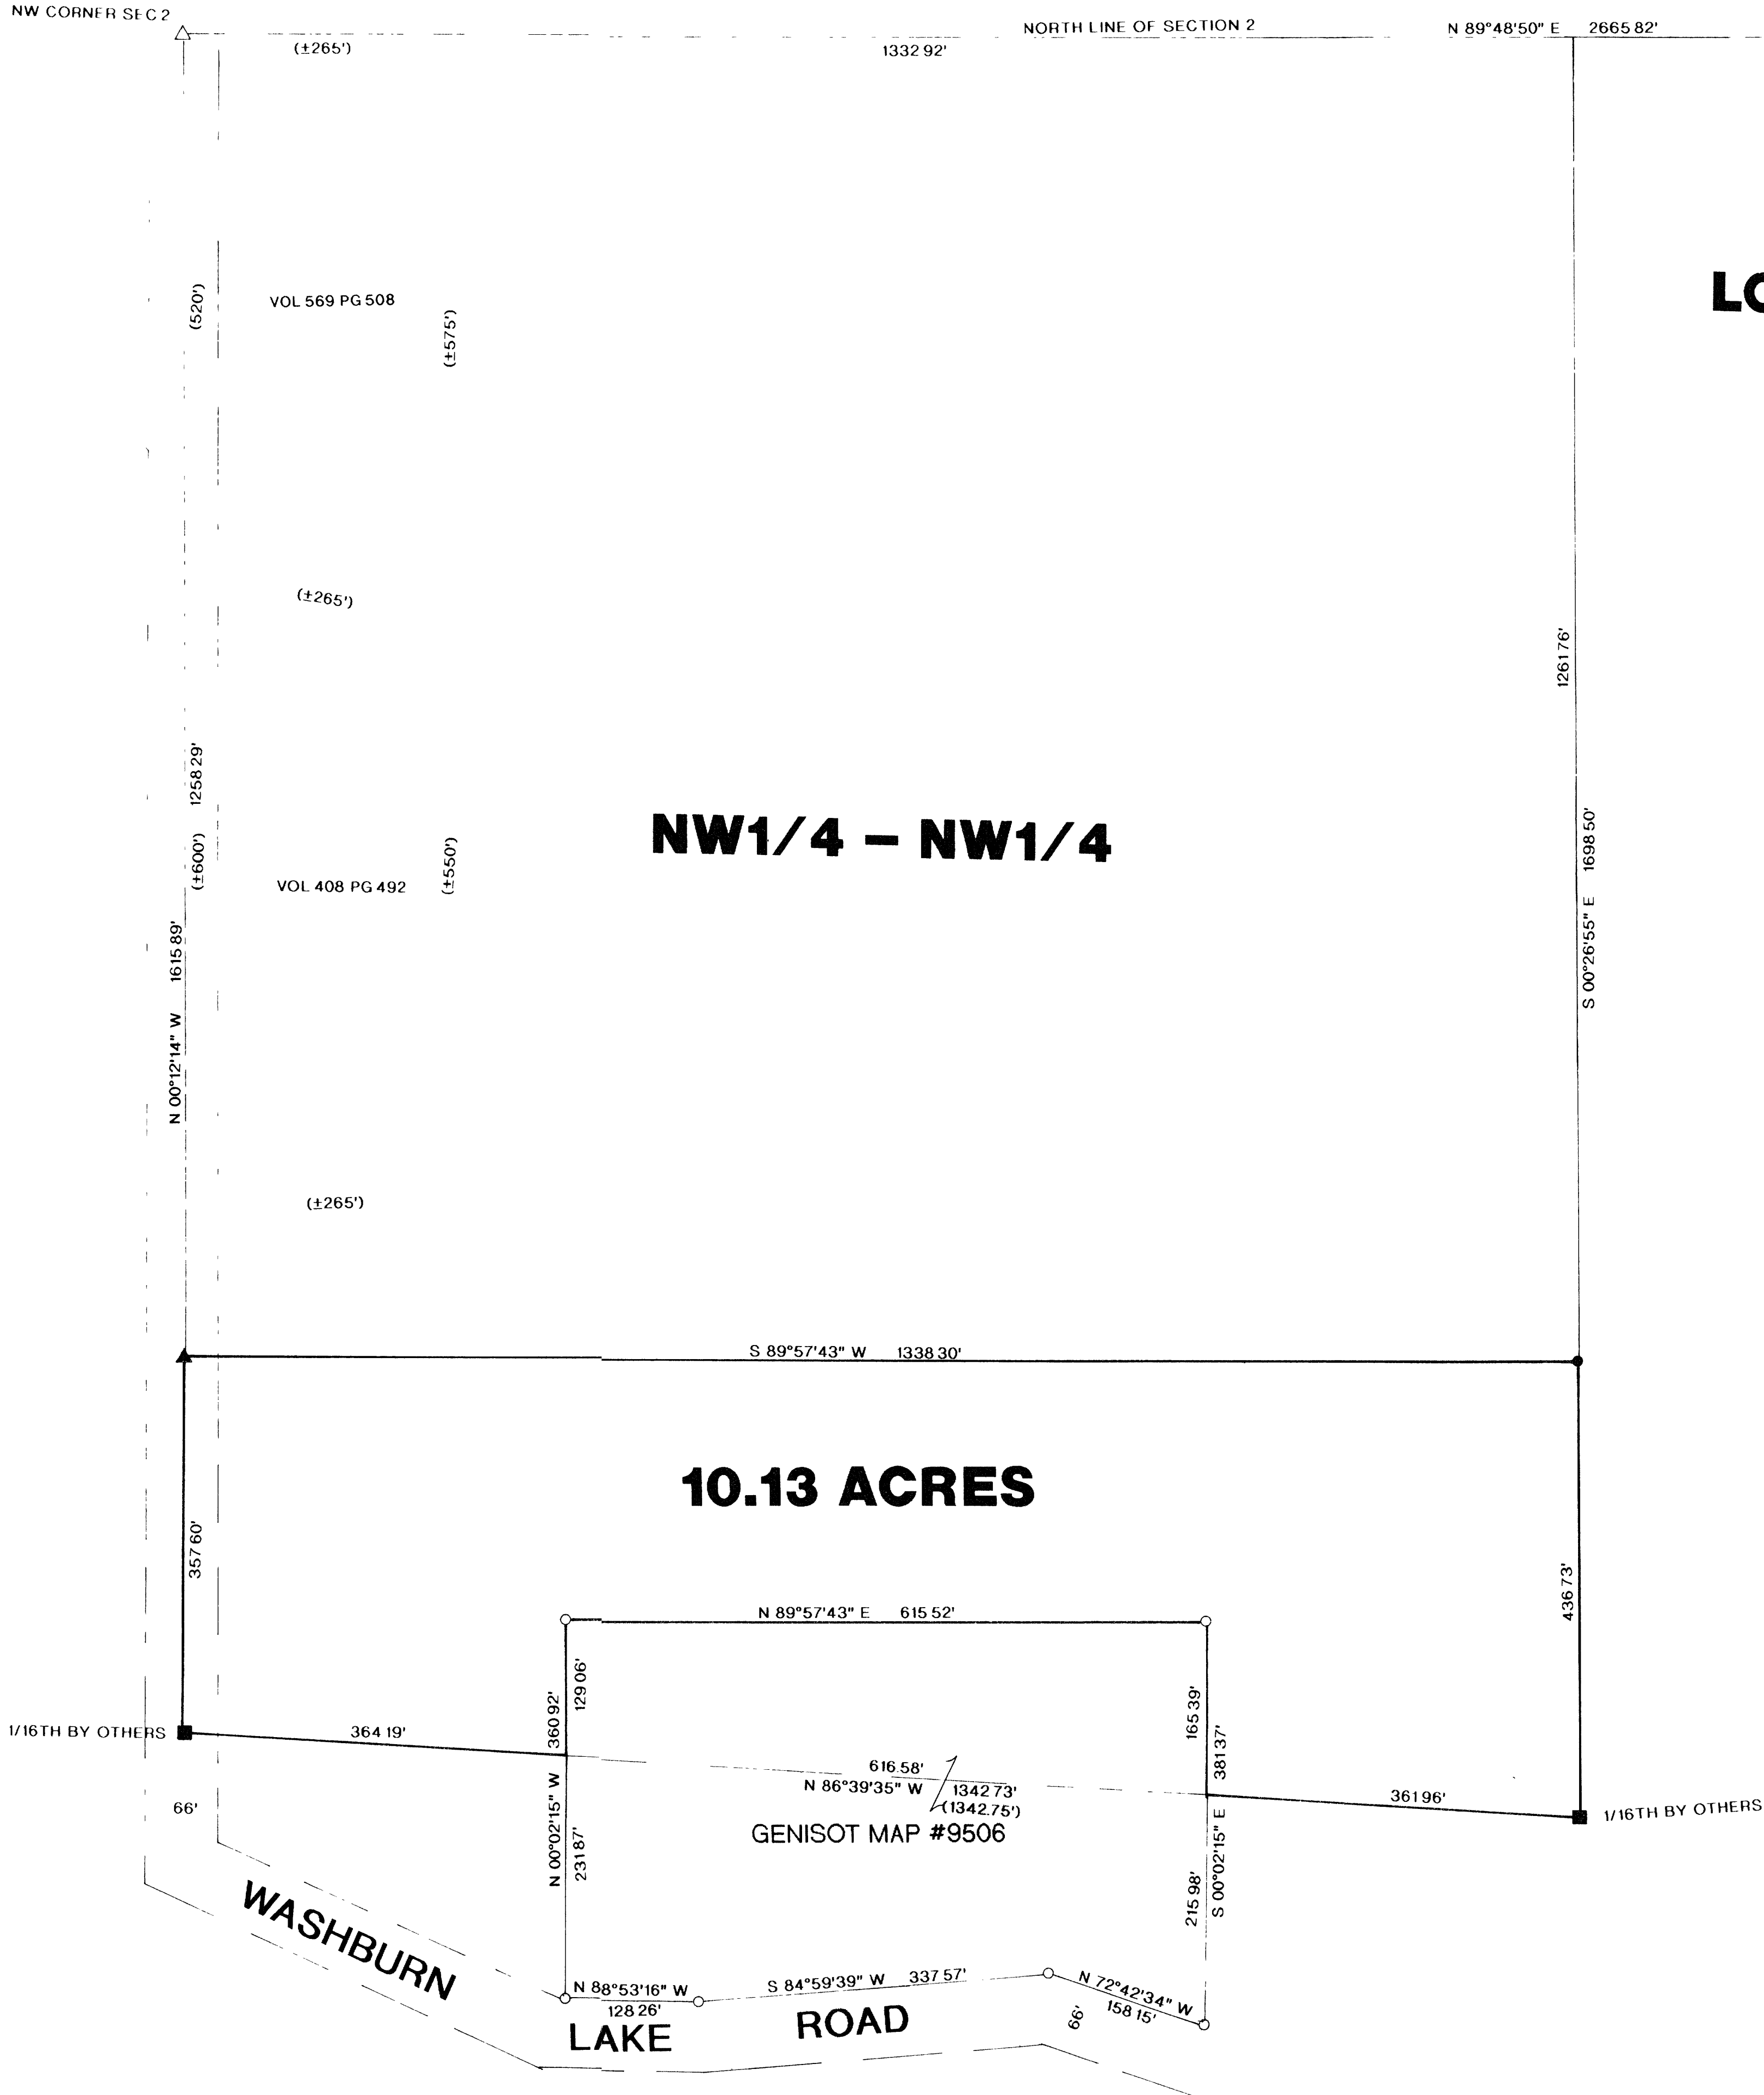 NW CORNER SEC 2
NORTH LINE OF SECTION 2
N 89°48'50" E 2665 82'
(±265')
1332 92'
LO
(520')
VOL 569 PG 508
(±575')
(±265')
1261 76'
1258 29'
(±600')
VOL 408 PG 492
(±550')
NW1/4 – NW1/4
S 00°26'55" E 1698 50'
N 00°12'14" W 1615 89'
(±265')
S 89°57'43" W 1338 30'
10.13 ACRES
357 60'
436 73'
N 89°57'43" E 615 52'
129 06'
360 92'
165 39'
381 37'
1/16TH BY OTHERS
364 19'
616.58'
N 86°39'35" W 1342 73'
(1342.75')
361 96'
1/16TH BY OTHERS
66'
GENISOT MAP #9506
N 00°02'15" W
231 87'
215 98'
S 00°02'15" E
WASHBURN
N 88°53'16" W
128 26'
S 84°59'39" W 337 57'
N 72°42'34" W
158 15'
66'
LAKE
ROAD